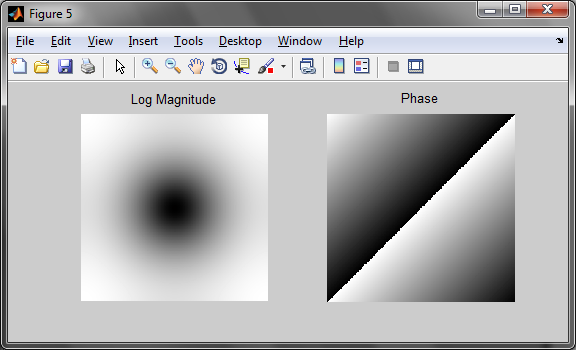 Figure 5
File Edit View Insert Tools Desktop Window Help
Log Magnitude Phase